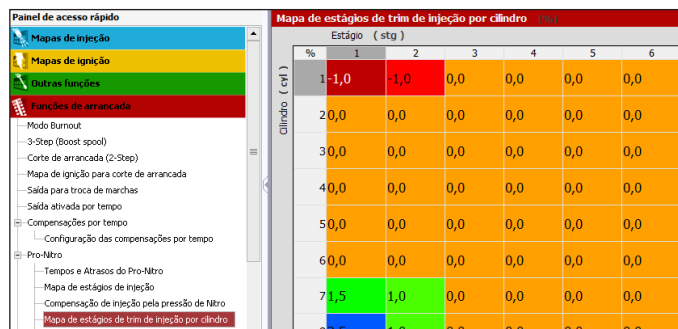 Painel de acesso rápido
Mapas de injeção
Mapas de ignição
Outras funções
Funções de arrancada
Modo Burnout
3-Step (Boost spool)
Corte de arrancada (2-Step)
Mapa de ignição para corte de arrancada
Saída para troca de marchas
Saída ativada por tempo
Compensações por tempo
Configuração das compensações por tempo
Pro-Nitro
Tempos e Atrasos do Pro-Nitro
Mapa de estágios de injeção
Compensação de injeção pela pressão de Nitro
Mapa de estágios de trim de injeção por cilindro
Mapa de estágios de trim de injeção por cilindro (%)
Estágio ( stg )
Cilindro ( cyl )
% 1 2 3 4 5 6
1 -1,0 -1,0 0,0 0,0 0,0 0,0
2 0,0 0,0 0,0 0,0 0,0 0,0
3 0,0 0,0 0,0 0,0 0,0 0,0
4 0,0 0,0 0,0 0,0 0,0 0,0
5 0,0 0,0 0,0 0,0 0,0 0,0
6 0,0 0,0 0,0 0,0 0,0 0,0
7 1,5 1,0 0,0 0,0 0,0 0,0